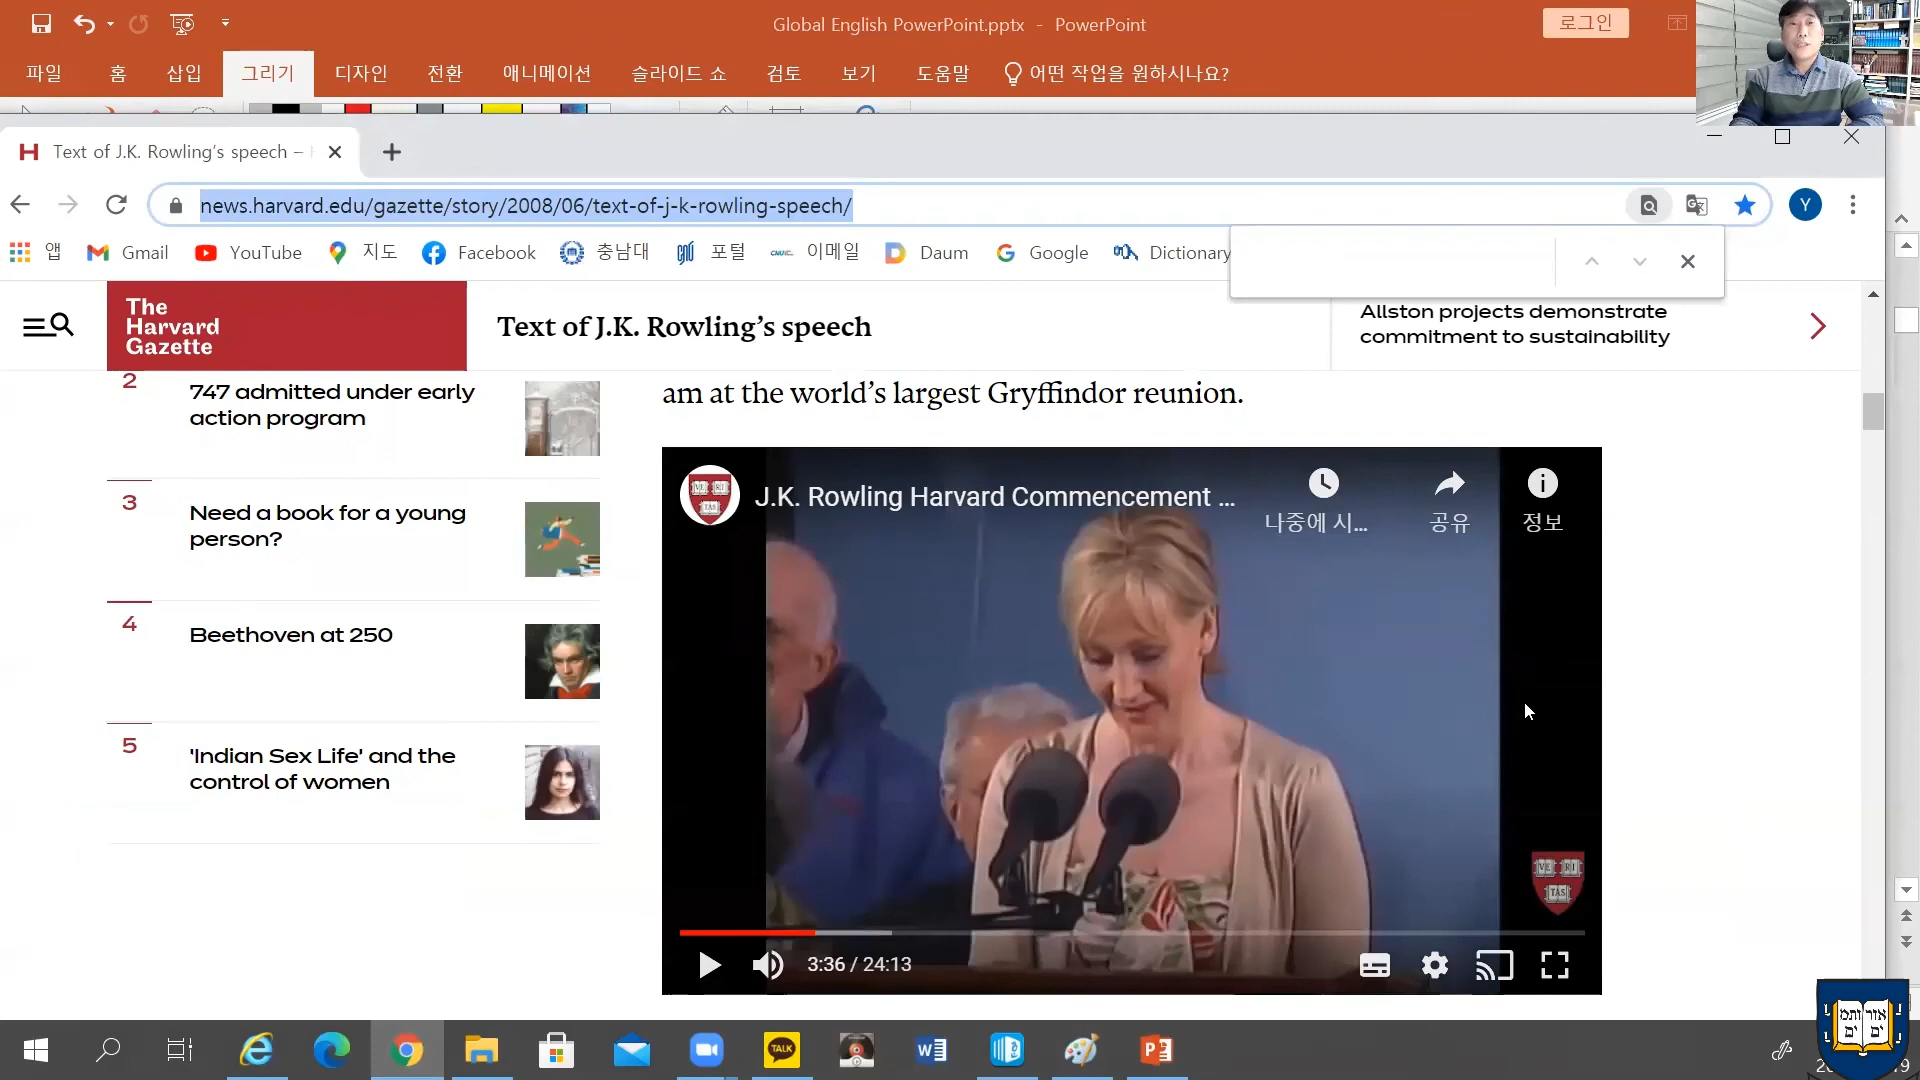 Global English PowerPoint.pptx - PowerPoint
로그인
파일 홈 삽입 그리기 디자인 전환 애니메이션 슬라이드 쇼 검토 보기 도움말 어떤 작업을 원하시나요?
Text of J.K. Rowling's speech –
news.harvard.edu/gazette/story/2008/06/text-of-j-k-rowling-speech/
Y
앱 Gmail YouTube 지도 Facebook 충남대 포털 이메일 Daum Google Dictionary
The
Harvard
Gazette
Text of J.K. Rowling's speech
Allston projects demonstrate
commitment to sustainability
2
747 admitted under early
action program
3
Need a book for a young
person?
4
Beethoven at 250
5
'Indian Sex Life' and the
control of women
am at the world's largest Gryffindor reunion.
J.K. Rowling Harvard Commencement ...
나중에 시...
공유
정보
VE RI
TAS
3:36 / 24:13
TALK